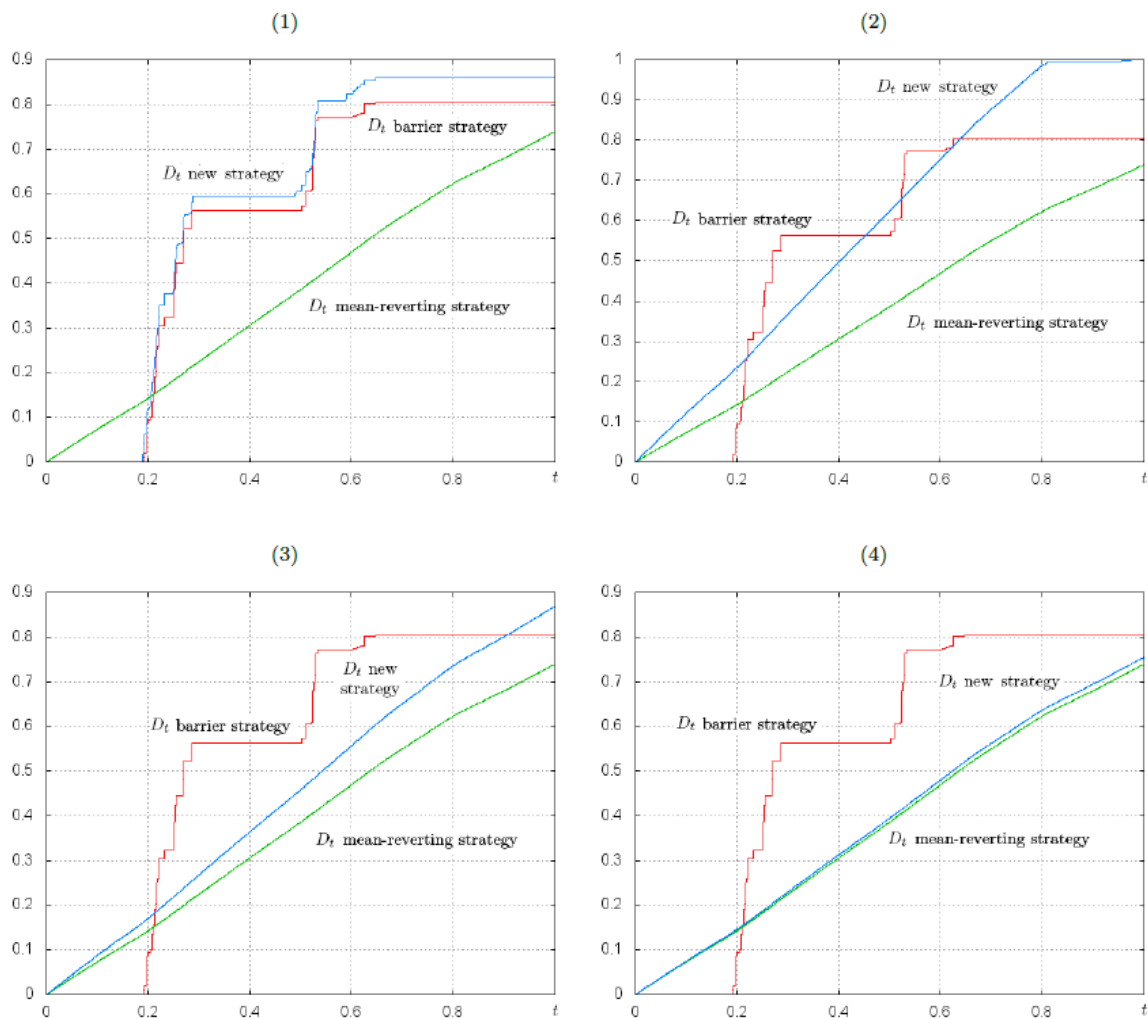 (1)
0.9
0.8
0.7
0.6
0.5
0.4
0.3
0.2
0.1
0
D_t barrier strategy
D_t new strategy
D_t mean-reverting strategy
0 0.2 0.4 0.6 0.8 t
(2)
1
0.9
0.8
0.7
0.6
0.5
0.4
0.3
0.2
0.1
0
D_t new strategy
D_t barrier strategy
D_t mean-reverting strategy
0 0.2 0.4 0.6 0.8 t
(3)
0.9
0.8
0.7
0.6
0.5
0.4
0.3
0.2
0.1
0
D_t new
strategy
D_t barrier strategy
D_t mean-reverting strategy
0 0.2 0.4 0.6 0.8 t
(4)
0.9
0.8
0.7
0.6
0.5
0.4
0.3
0.2
0.1
0
D_t new strategy
D_t barrier strategy
D_t mean-reverting strategy
0 0.2 0.4 0.6 0.8 t